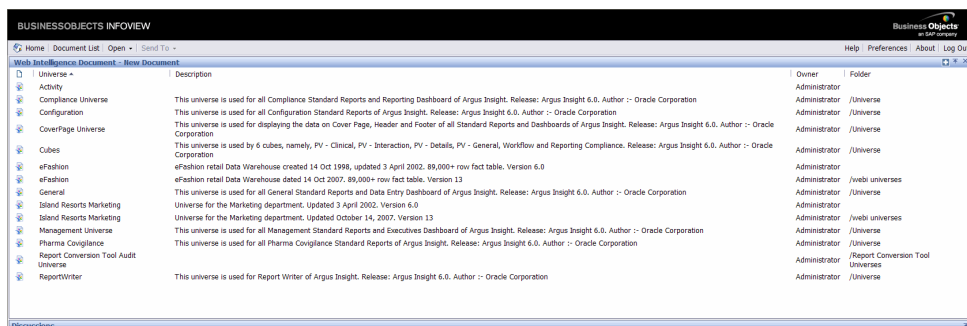 BUSINESSOBJECTS INFOVIEW
Business Objects
an SAP company
Home Document List Open Send To Help Preferences About Log Out
Web Intelligence Document - New Document
Universe Description Owner Folder
Activity Administrator
Compliance Universe This universe is used for all Compliance Standard Reports and Reporting Dashboard of Argus Insight. Release: Argus Insight 6.0. Author :- Oracle Corporation Administrator /Universe
Configuration This universe is used for all Configuration Standard Reports of Argus Insight. Release: Argus Insight 6.0. Author :- Oracle Corporation Administrator /Universe
CoverPage Universe This universe is used for displaying the data on Cover Page, Header and Footer of all Standard Reports and Dashboards of Argus Insight. Release: Argus Insight 6.0. Author :- Oracle Administrator /Universe
Corporation
Cubes This universe is used by 6 cubes, namely, PV - Clinical, PV - Interaction, PV - Details, PV - General, Workflow and Reporting Compliance. Release: Argus Insight 6.0. Author :- Oracle Administrator /Universe
Corporation
eFashion eFashion retail Data Warehouse created 14 Oct 1998, updated 3 April 2002. 89,000+ row fact table. Version 6.0 Administrator
eFashion eFashion retail Data Warehouse dated 14 Oct 2007. 89,000+ row fact table. Version 13 Administrator /webi universes
General This universe is used for all General Standard Reports and Data Entry Dashboard of Argus Insight. Release: Argus Insight 6.0. Author :- Oracle Corporation Administrator /Universe
Island Resorts Marketing Universe for the Marketing department. Updated 3 April 2002. Version 6.0 Administrator
Island Resorts Marketing Universe for the Marketing department. Updated October 14, 2007. Version 13 Administrator /webi universes
Management Universe This universe is used for all Management Standard Reports and Executives Dashboard of Argus Insight. Release: Argus Insight 6.0. Author :- Oracle Corporation Administrator /Universe
Pharma Covigilance This universe is used for all Pharma Covigilance Standard Reports of Argus Insight. Release: Argus Insight 6.0. Author :- Oracle Corporation Administrator /Universe
Report Conversion Tool Audit Administrator /Report Conversion Tool
Universe Universes
ReportWriter This universe is used for Report Writer of Argus Insight. Release: Argus Insight 6.0. Author :- Oracle Corporation Administrator /Universe
Discussions